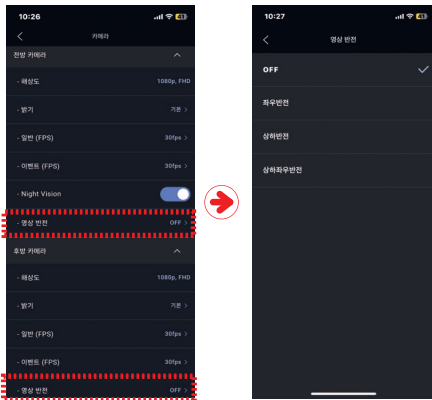 10:26
41
카메라
전방 카메라
- 해상도 1080p, FHD
- 밝기 기본 >
- 일반 (FPS) 30fps >
- 이벤트 (FPS) 30fps >
- Night Vision
- 영상 반전 OFF >
후방 카메라
- 해상도 1080p, FHD
- 밝기 기본 >
- 일반 (FPS) 30fps >
- 이벤트 (FPS) 30fps >
- 영상 반전 OFF >
10:27
41
영상 반전
OFF
좌우반전
상하반전
상하좌우반전